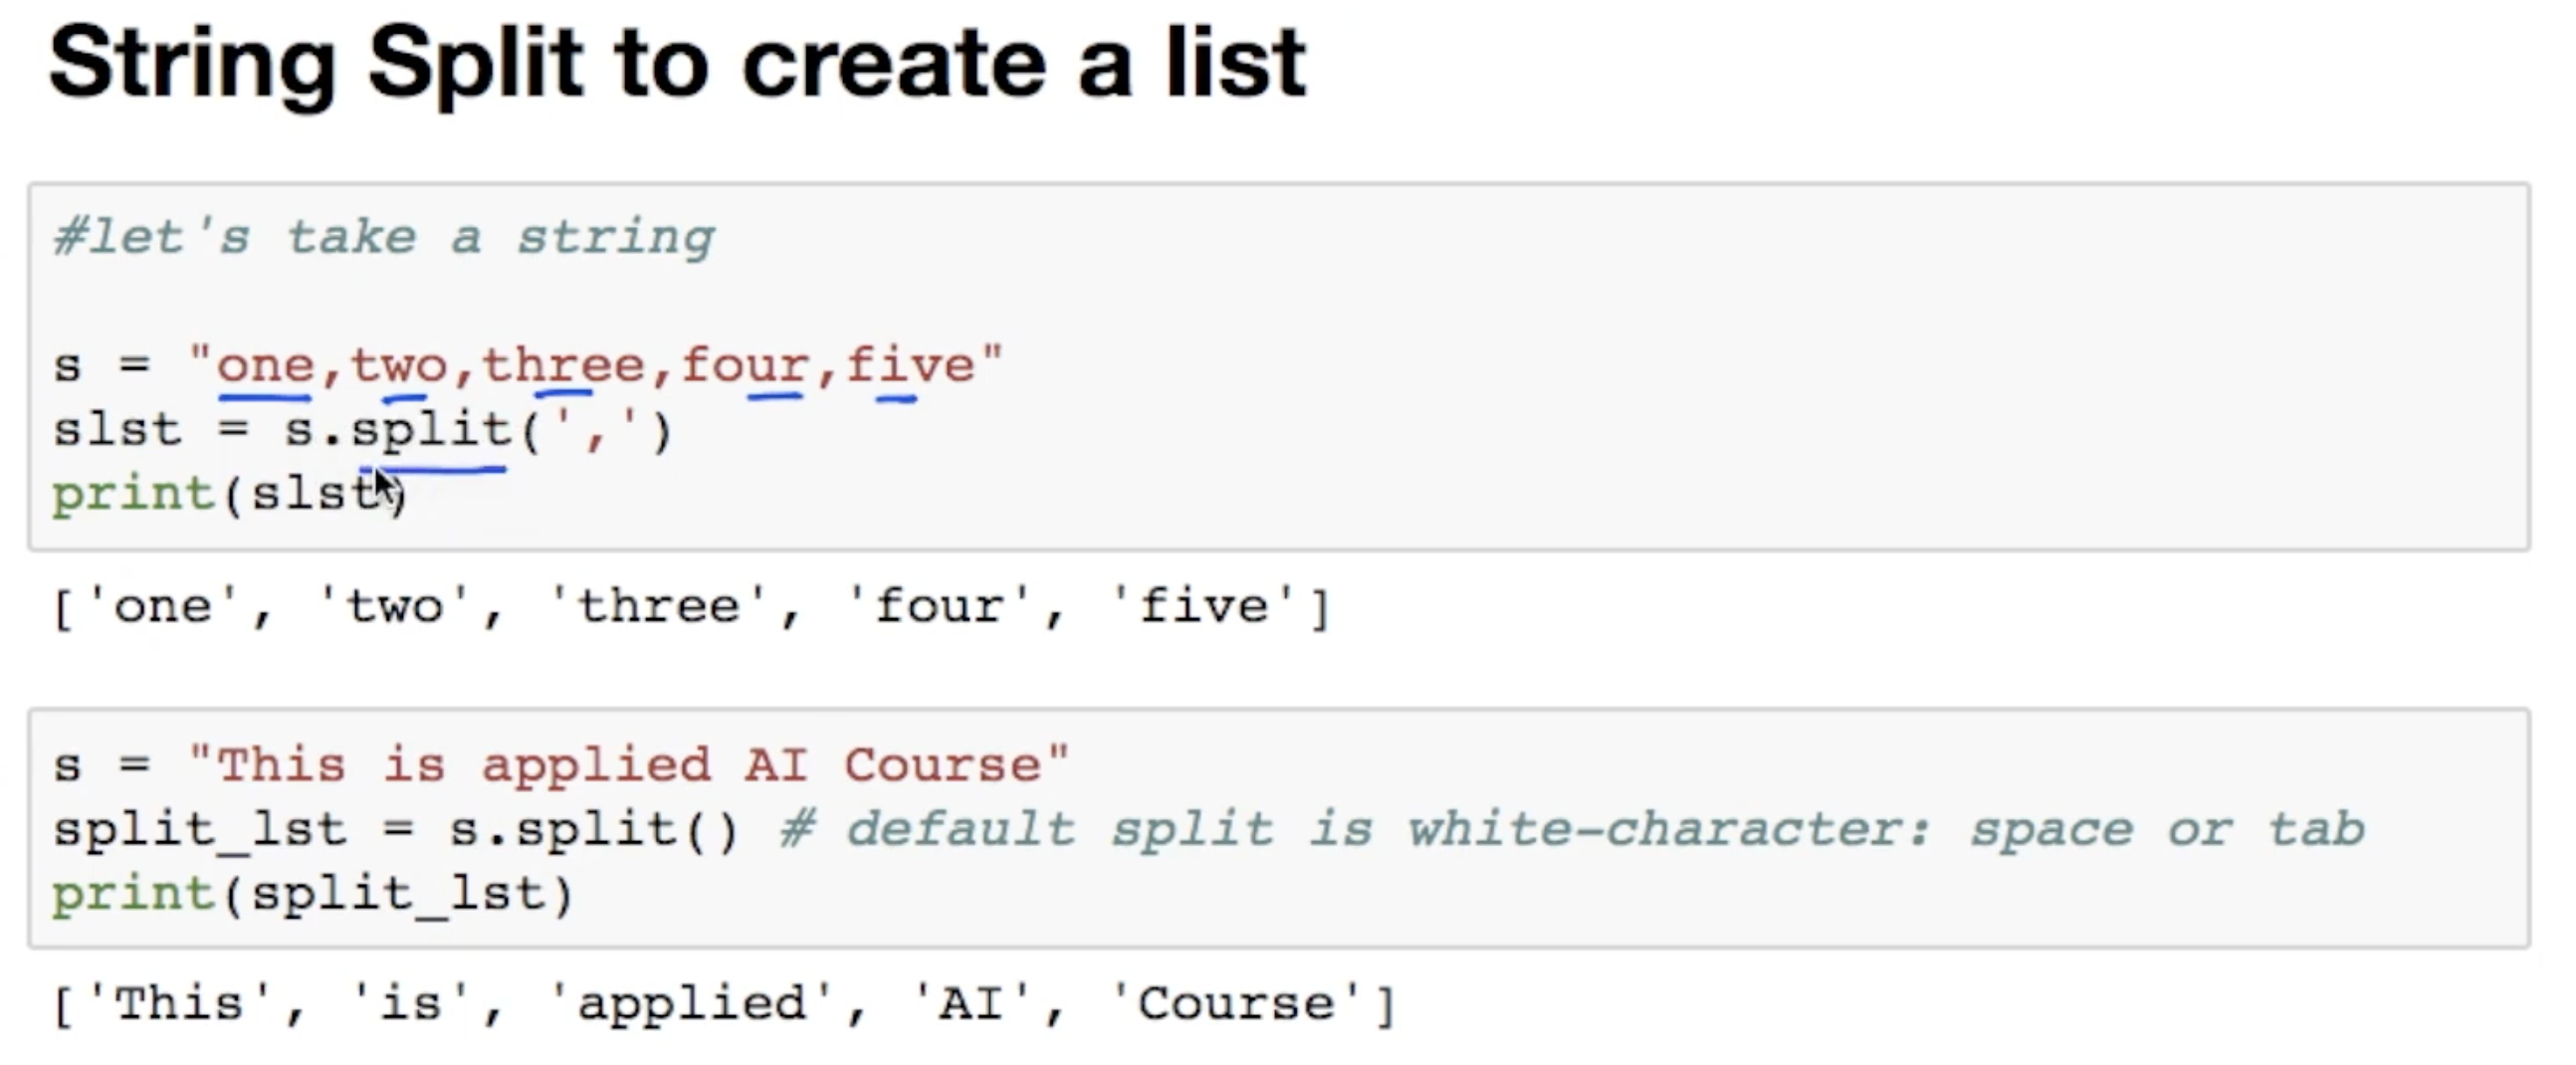 String Split to create a list
#let's take a string
s = "one,two,three,four,five"
slst = s.split(',')
print(slst)
['one', 'two', 'three', 'four', 'five']
s = "This is applied AI Course"
split_lst = s.split() # default split is white-character: space or tab
print(split_lst)
['This', 'is', 'applied', 'AI', 'Course']